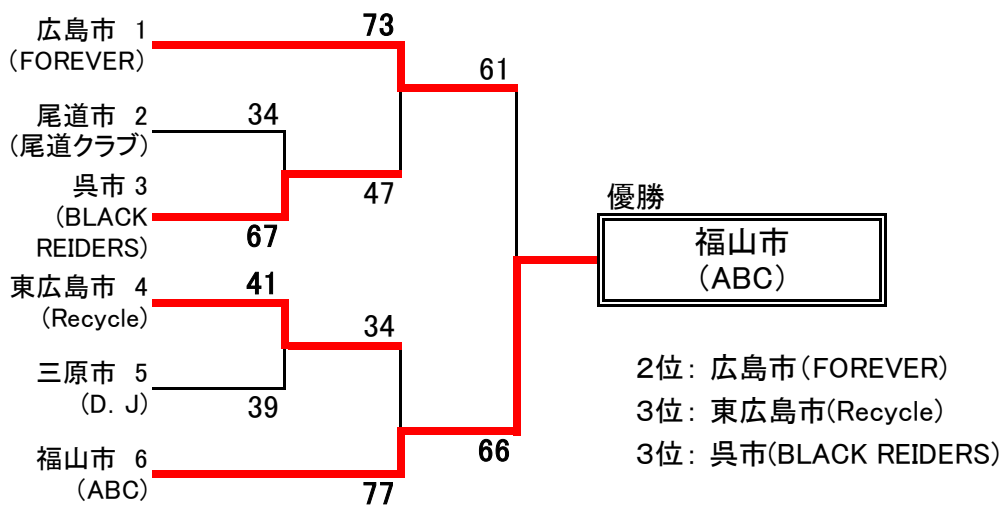 広島市 1
(FOREVER)
73
61
尾道市 2
(尾道クラブ)
34
呉市 3
(BLACK
REIDERS)
67
47
優勝
福山市
(ABC)
東広島市 4
(Recycle)
41
34
三原市 5
(D. J)
39
福山市 6
(ABC)
77
66
2位: 広島市(FOREVER)
3位: 東広島市(Recycle)
3位: 呉市(BLACK REIDERS)